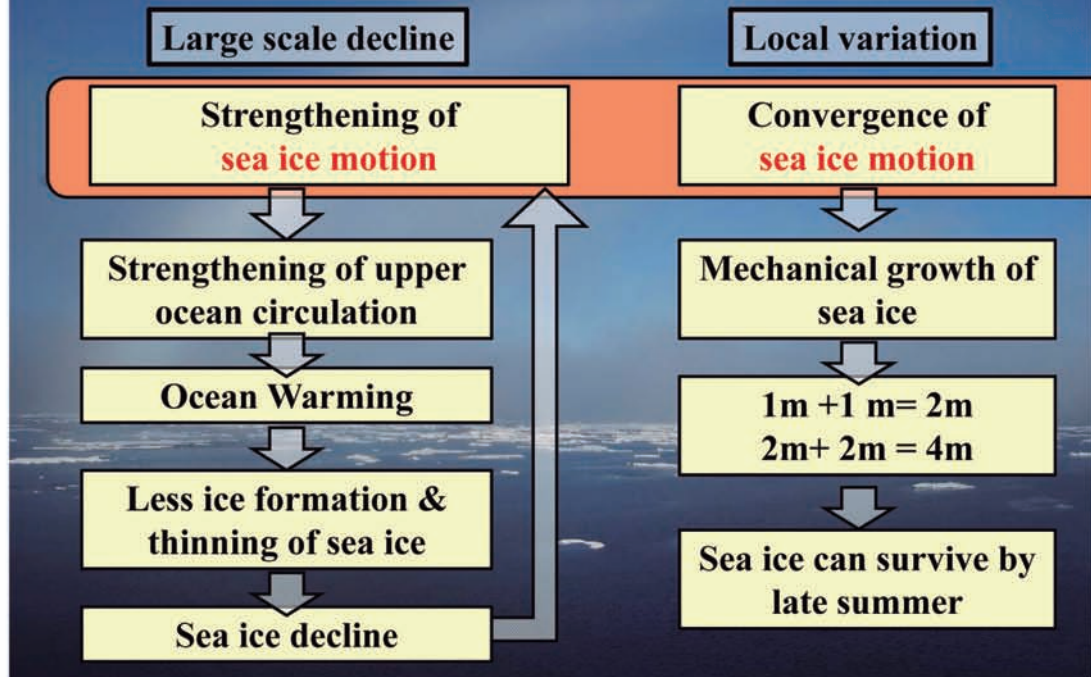 Large scale decline
Strengthening of
sea ice motion
Strengthening of upper
ocean circulation
Ocean Warming
Less ice formation &
thinning of sea ice
Sea ice decline
Local variation
Convergence of
sea ice motion
Mechanical growth of
sea ice
1m +1 m= 2m
2m+ 2m = 4m
Sea ice can survive by
late summer